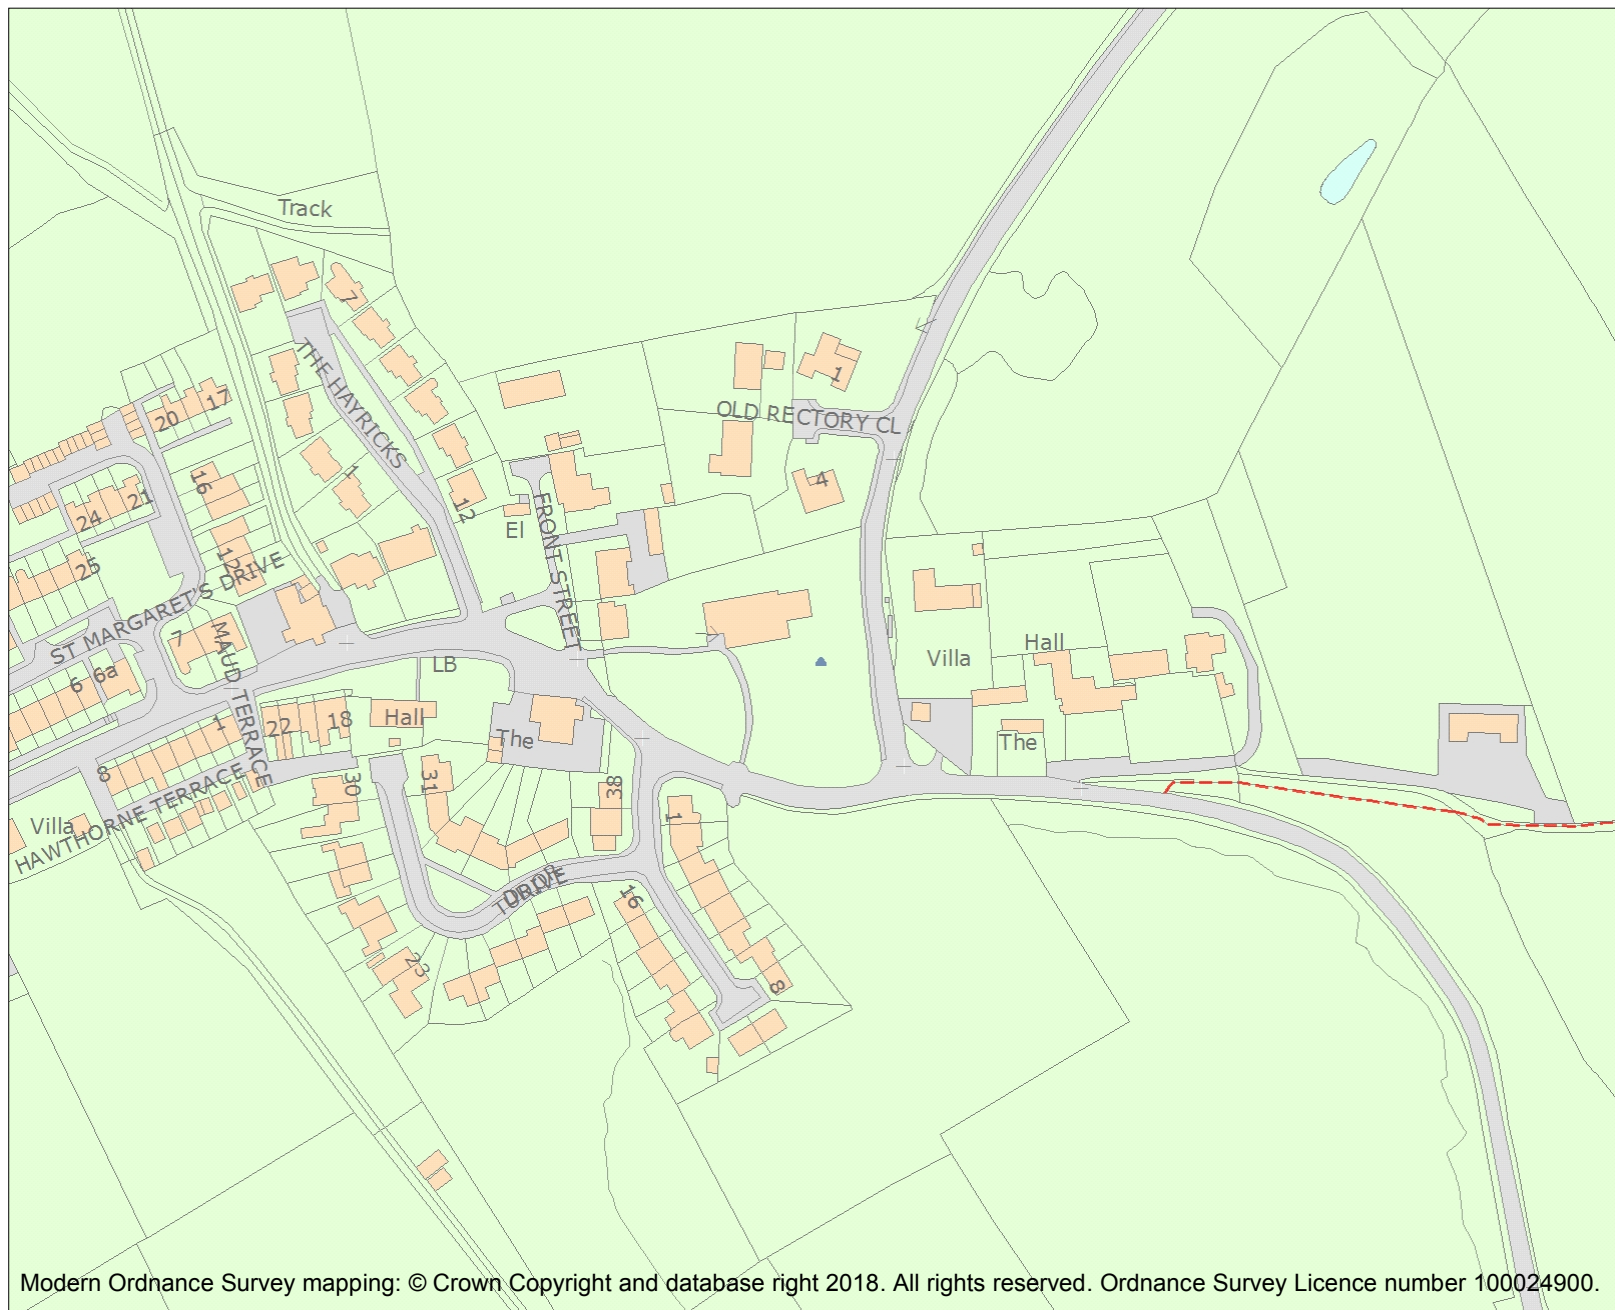 Track
7
THE HAYRICKS
17
20
1
OLD RECTORY CL
1
16
21
24
12
4
El
FRONT STREET
25
12
ST MARGARET'S DRIVE
7
MAUD TERRACE
LB
Villa
Hall
6
6a
1
22
18
Hall
The
The
8
HAWTHORNE TERRACE
30
31
38
1
Villa
TUDOR
DRIVE
16
23
8
Modern Ordnance Survey mapping: © Crown Copyright and database right 2018. All rights reserved. Ordnance Survey Licence number 100024900.